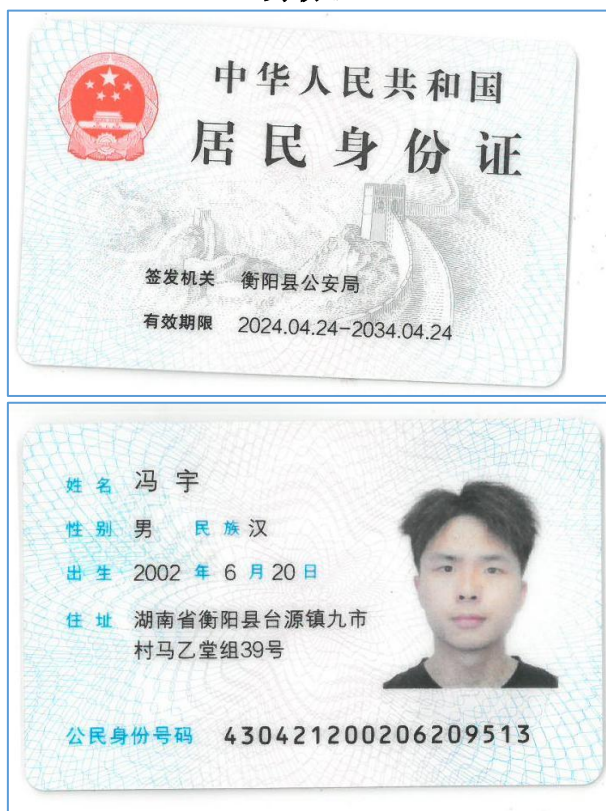 中华人民共和国
居民身份证
签发机关 衡阳县公安局
有效期限 2024.04.24-2034.04.24
姓名 冯宇
性别 男 民族 汉
出生 2002 年 6 月 20 日
住址 湖南省衡阳县台源镇九市
村马乙堂组39号
公民身份号码 430421200206209513